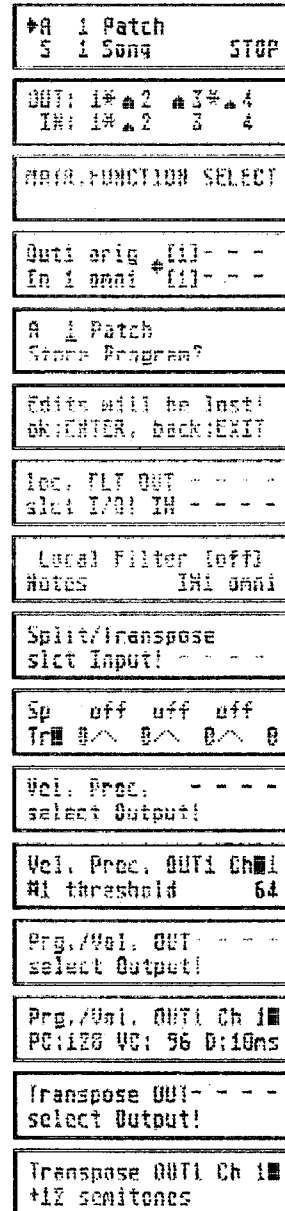 A 1 Patch
S 1 Song STOP
OUT: 1* 2 3* 4
IN: 1* 2 3 4
MAIN.FUNCTION SELECT
Out1 orig *[1]- - -
In 1 omni [1]- - -
A 1 Patch
Store Program?
Edits will be lost!
ok:ENTER, back:EXIT
loc. FLT OUT - - - -
slct I/O! IN - - - -
Local Filter [off]
Notes IN1 omni
Split/Transpose
slct Input! - - - -
Sp off off off
Tr 0 0 0 0
Vel. Proc. - - - -
select Output!
Vel. Proc. OUT1 Ch 1
#1 threshold 64
Prg./Vol. OUT - - - -
select Output!
Prg./Vol. OUT1 Ch 1
PC:128 VC: 96 D:10ms
Transpose OUT- - - -
select Output!
Transpose OUT1 Ch 1
+12 semitones